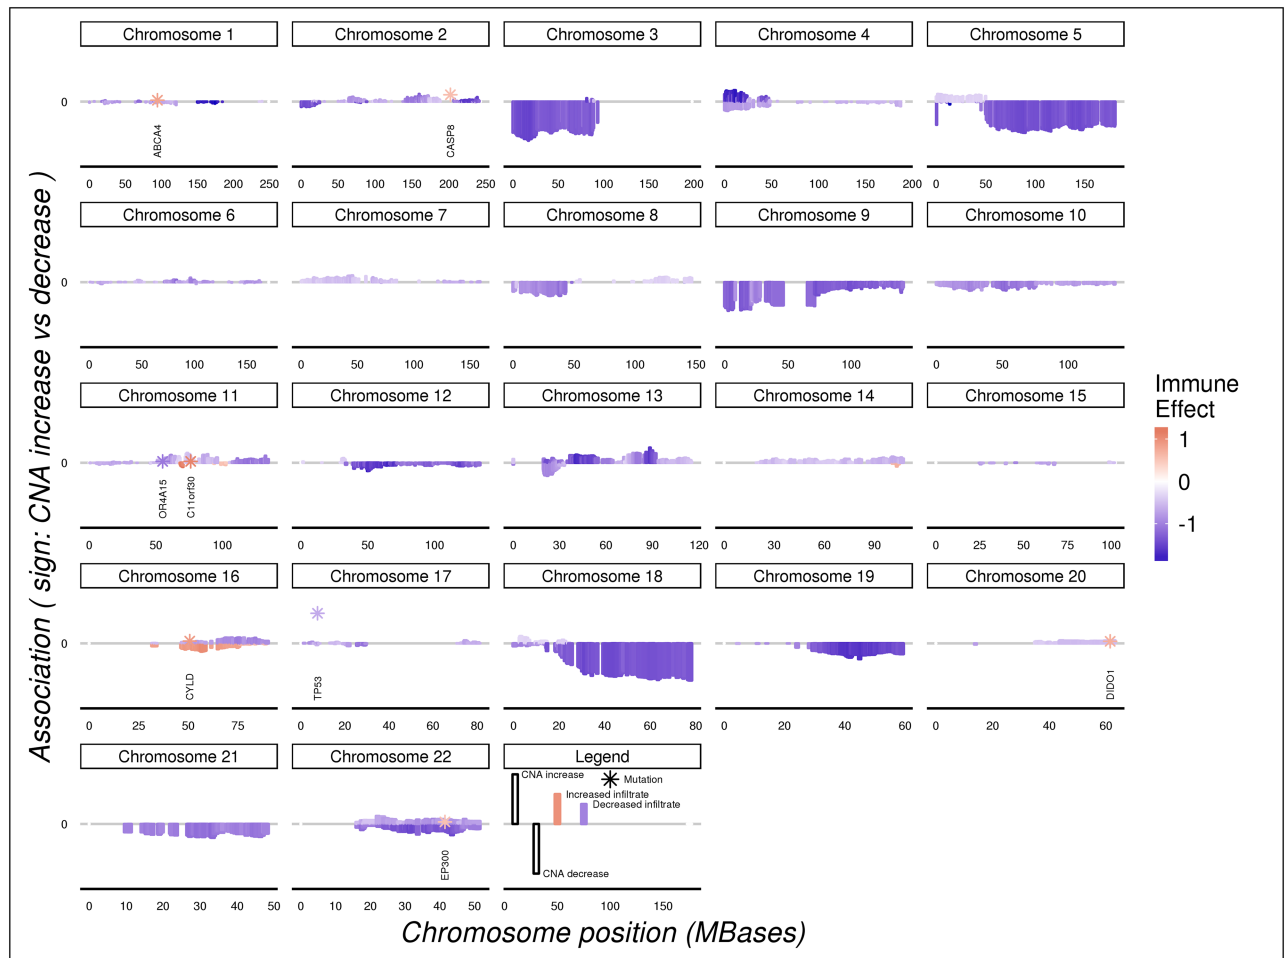 Chromosome 1 Chromosome 2 Chromosome 3 Chromosome 4 Chromosome 5
0
ABCA4 CASP8
0 50 100 150 200 250 0 50 100 150 200 250 0 50 100 150 200 0 50 100 150 200 0 50 100 150
Chromosome 6 Chromosome 7 Chromosome 8 Chromosome 9 Chromosome 10
0
0 50 100 150 0 50 100 150 0 50 100 150 0 50 100 0 50 100
Chromosome 11 Chromosome 12 Chromosome 13 Chromosome 14 Chromosome 15
0
OR4A15 C11orf30
0 50 100 0 50 100 0 30 60 90 120 0 30 60 90 0 25 50 75 100
Chromosome 16 Chromosome 17 Chromosome 18 Chromosome 19 Chromosome 20
0
CYLD TP53 DIDO1
0 25 50 75 0 20 40 60 80 0 20 40 60 80 0 20 40 60 0 20 40 60
Chromosome 21 Chromosome 22 Legend
CNA increase
Mutation
Increased infiltrate
Decreased infiltrate
0
EP300
CNA decrease
0 10 20 30 40 50 0 10 20 30 40 50 0 50 100 150
Chromosome position (MBases)
Association ( sign: CNA increase vs decrease )
Immune
Effect
1
0
-1